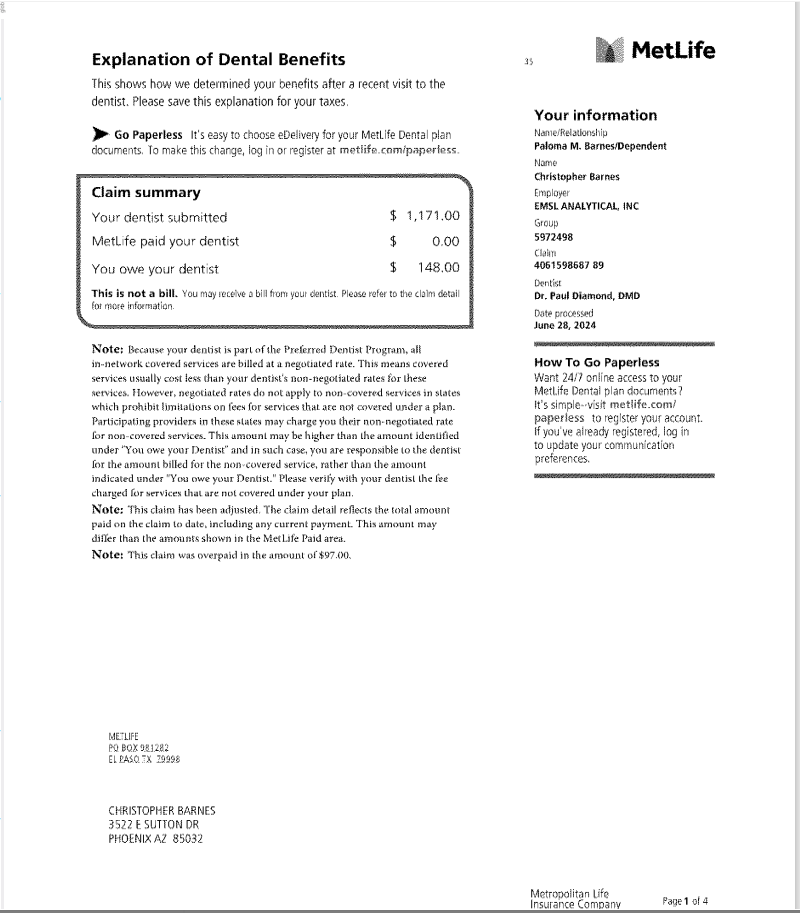 Explanation of Dental Benefits
This shows how we determined your benefits after a recent visit to the
dentist. Please save this explanation for your taxes.
Go Paperless It's easy to choose eDelivery for your MetLife Dental plan
documents. To make this change, log in or register at metlife.com/paperless.
Claim summary
Your dentist submitted $ 1,171.00
MetLife paid your dentist $ 0.00
You owe your dentist $ 148.00
This is not a bill. You may receive a bill from your dentist. Please refer to the claim detail
for more information.
Note: Because your dentist is part of the Preferred Dentist Program, all
in-network covered services are billed at a negotiated rate. This means covered
services usually cost less than your dentist's non-negotiated rates for these
services. However, negotiated rates do not apply to non-covered services in states
which prohibit limitations on fees for services that are not covered under a plan.
Participating providers in these states may charge you their non-negotiated rate
for non-covered services. This amount may be higher than the amount identified
under "You owe your Dentist" and in such case, you are responsible to the dentist
for the amount billed for the non-covered service, rather than the amount
indicated under "You owe your Dentist." Please verify with your dentist the fee
charged for services that are not covered under your plan.
Note: This claim has been adjusted. The claim detail reflects the total amount
paid on the claim to date, including any current payment. This amount may
differ than the amounts shown in the MetLife Paid area.
Note: This claim was overpaid in the amount of $97.00.
METLIFE
PO BOX 981282
EL PASO TX 79998
CHRISTOPHER BARNES
3522 E SUTTON DR
PHOENIX AZ 85032
35
MetLife
Your information
Name/Relationship
Paloma M. Barnes/Dependent
Name
Christopher Barnes
Employer
EMSL ANALYTICAL, INC
Group
5972498
Claim
4061598687 89
Dentist
Dr. Paul Diamond, DMD
Date processed
June 28, 2024
How To Go Paperless
Want 24/7 online access to your
MetLife Dental plan documents?
It's simple--visit metlife.com/
paperless to register your account.
If you've already registered, log in
to update your communication
preferences.
Metropolitan Life
Insurance Company
Page 1 of 4